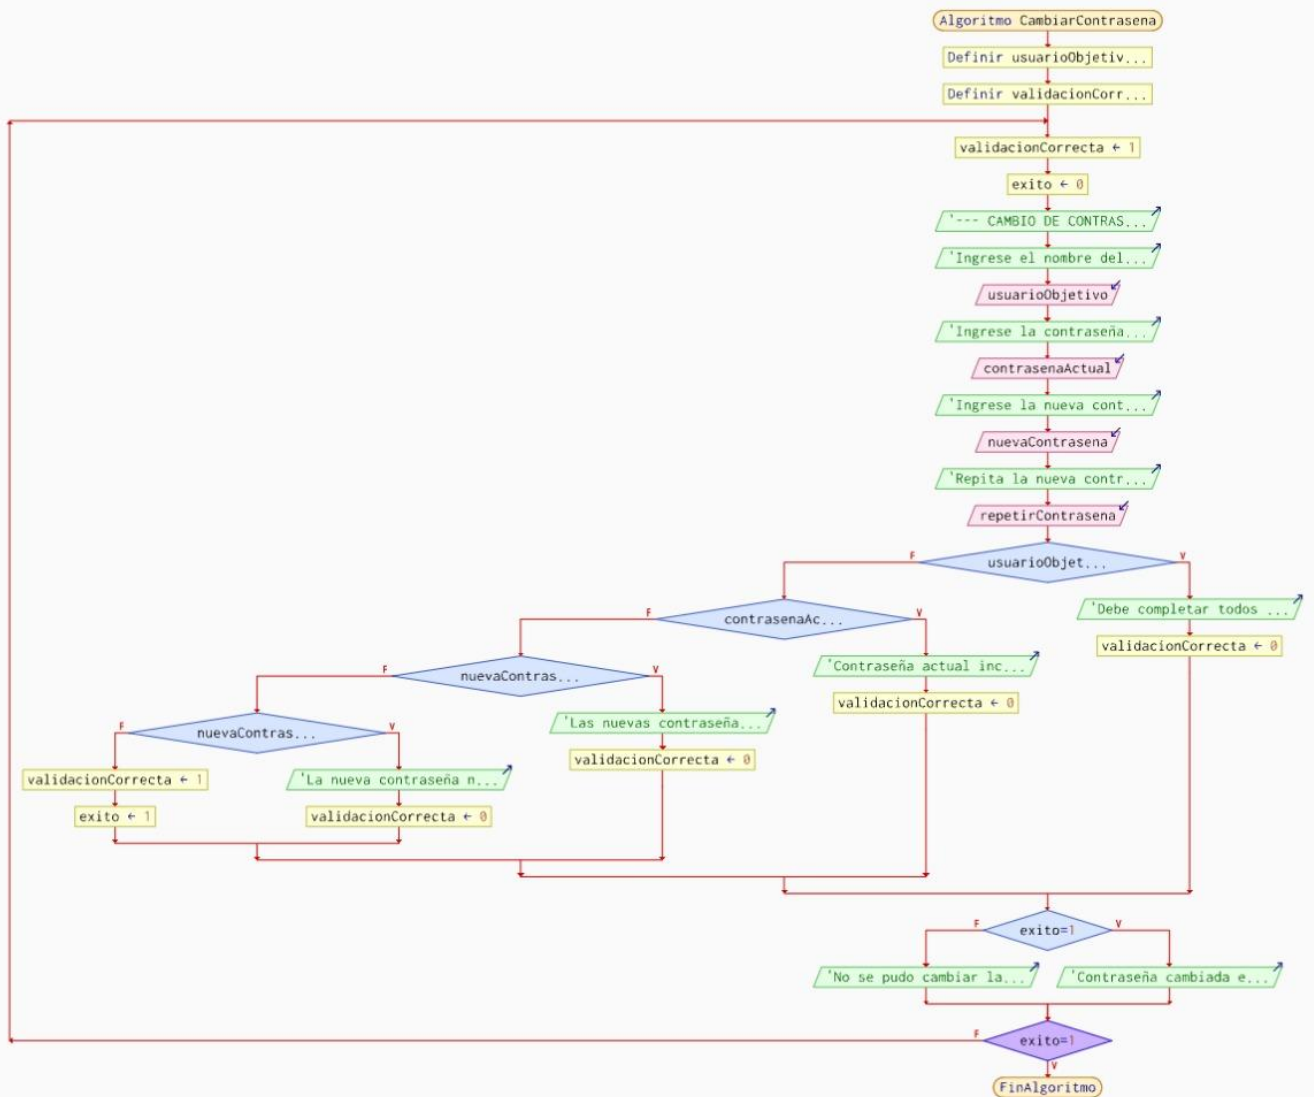 Algoritmo CambiarContrasena
Definir usuarioObjetiv...
Definir validacionCorr...
validacionCorrecta ← 1
exito ← 0
'--- CAMBIO DE CONTRAS...
'Ingrese el nombre del...
usuarioObjetivo
'Ingrese la contraseña...
contrasenaActual
'Ingrese la nueva cont...
nuevaContrasena
'Repita la nueva contr...
repetirContrasena
F
usuarioObjet...
V
'Debe completar todos ...
validacionCorrecta ← 0
F
contrasenaAc...
V
'Contraseña actual inc...
validacionCorrecta ← 0
F
nuevaContras...
V
'Las nuevas contraseña...
validacionCorrecta ← 0
F
nuevaContras...
V
validacionCorrecta ← 1
exito ← 1
'La nueva contraseña n...
validacionCorrecta ← 0
F
exito=1
V
'No se pudo cambiar la...
'Contraseña cambiada e...
F
exito=1
V
FinAlgoritmo